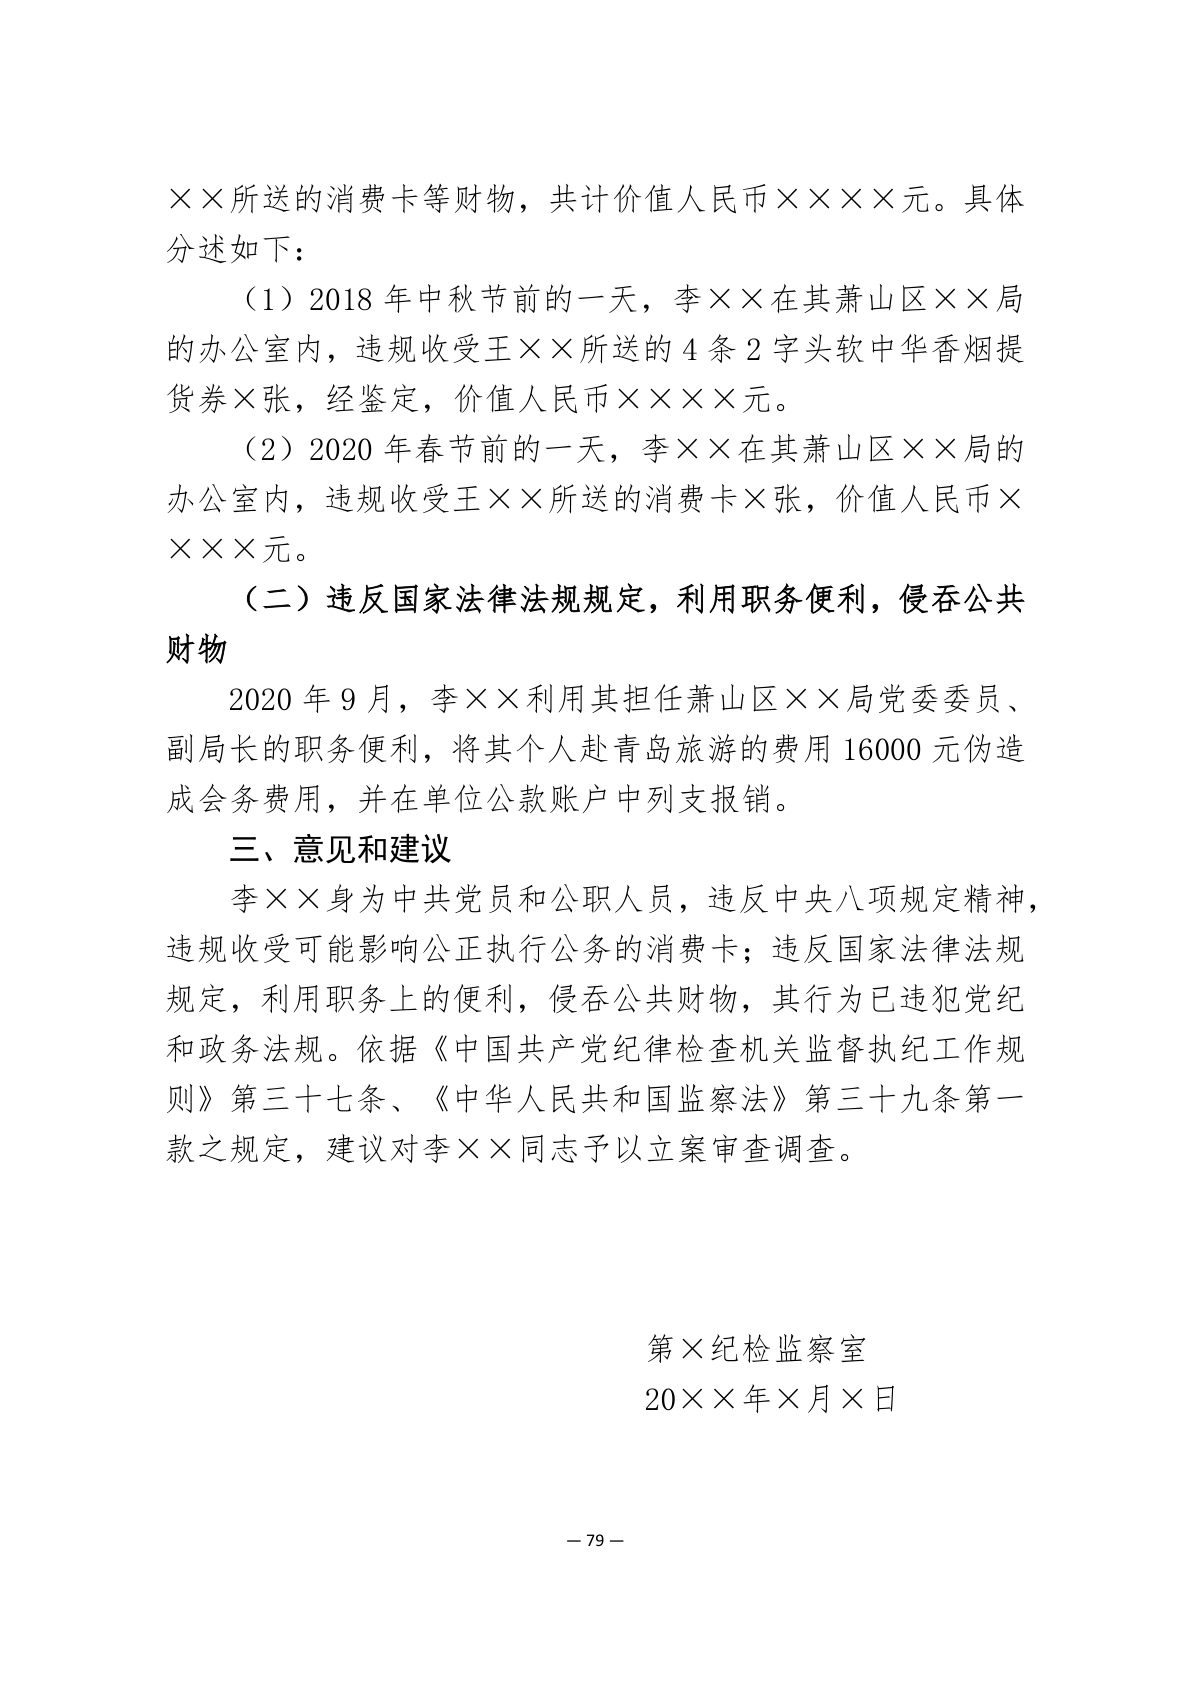 ××所送的消费卡等财物，共计价值人民币××××元。具体
分述如下：
（1）2018 年中秋节前的一天，李××在其萧山区××局
的办公室内，违规收受王××所送的 4 条 2 字头软中华香烟提
货券×张，经鉴定，价值人民币××××元。
（2）2020 年春节前的一天，李××在其萧山区××局的
办公室内，违规收受王××所送的消费卡×张，价值人民币×
×××元。
（二）违反国家法律法规规定，利用职务便利，侵吞公共
财物
2020 年 9 月，李××利用其担任萧山区××局党委委员、
副局长的职务便利，将其个人赴青岛旅游的费用 16000 元伪造
成会务费用，并在单位公款账户中列支报销。
三、意见和建议
李××身为中共党员和公职人员，违反中央八项规定精神，
违规收受可能影响公正执行公务的消费卡；违反国家法律法规
规定，利用职务上的便利，侵吞公共财物，其行为已违犯党纪
和政务法规。依据《中国共产党纪律检查机关监督执纪工作规
则》第三十七条、《中华人民共和国监察法》第三十九条第一
款之规定，建议对李××同志予以立案审查调查。
第×纪检监察室
20××年×月×日
— 79 —